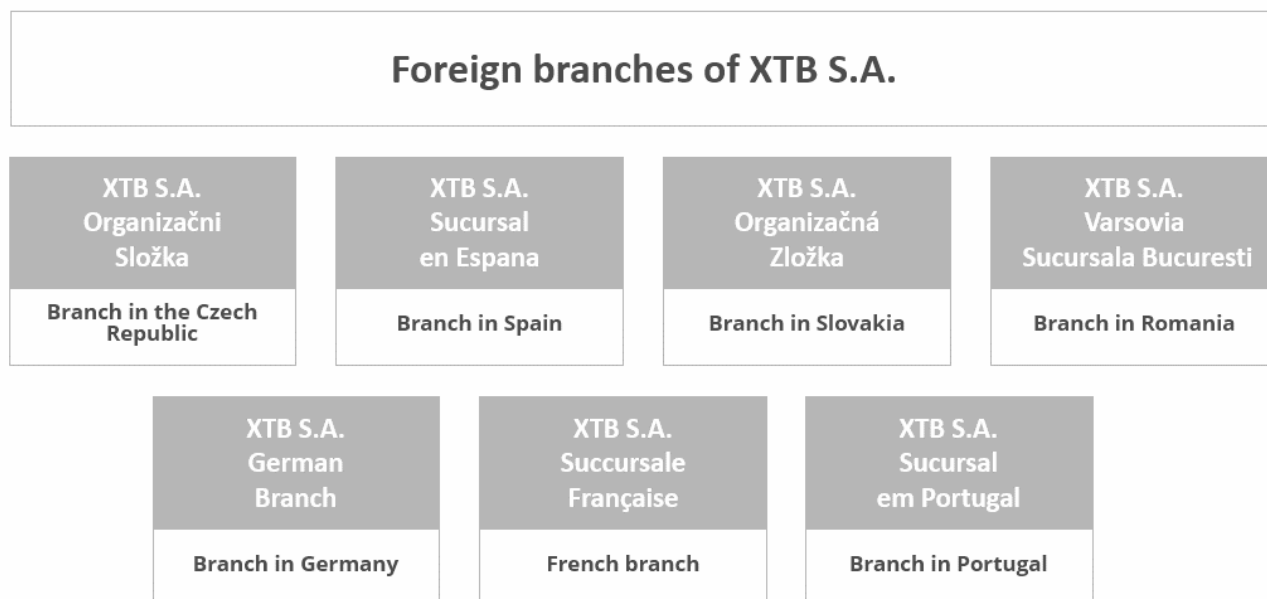 Foreign branches of XTB S.A.
XTB S.A.
Organizačni
Složka
Branch in the Czech
Republic
XTB S.A.
Sucursal
en Espana
Branch in Spain
XTB S.A.
Organizačná
Zložka
Branch in Slovakia
XTB S.A.
Varsovia
Sucursala Bucuresti
Branch in Romania
XTB S.A.
German
Branch
Branch in Germany
XTB S.A.
Succursale
Française
French branch
XTB S.A.
Sucursal
em Portugal
Branch in Portugal